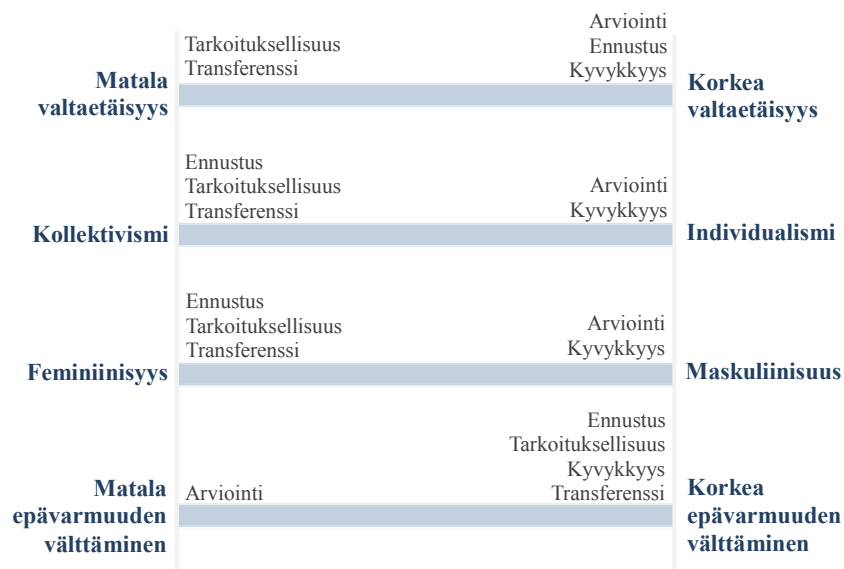 Tarkoituksellisuus
Transferenssi
Arviointi
Ennustus
Kyvykkyys
Matala
valtaetäisyys
Korkea
valtaetäisyys
Ennustus
Tarkoituksellisuus
Transferenssi
Arviointi
Kyvykkyys
Kollektivismi
Individualismi
Ennustus
Tarkoituksellisuus
Transferenssi
Arviointi
Kyvykkyys
Feminiinisyys
Maskuliinisuus
Arviointi
Ennustus
Tarkoituksellisuus
Kyvykkyys
Transferenssi
Matala
epävarmuuden
välttäminen
Korkea
epävarmuuden
välttäminen